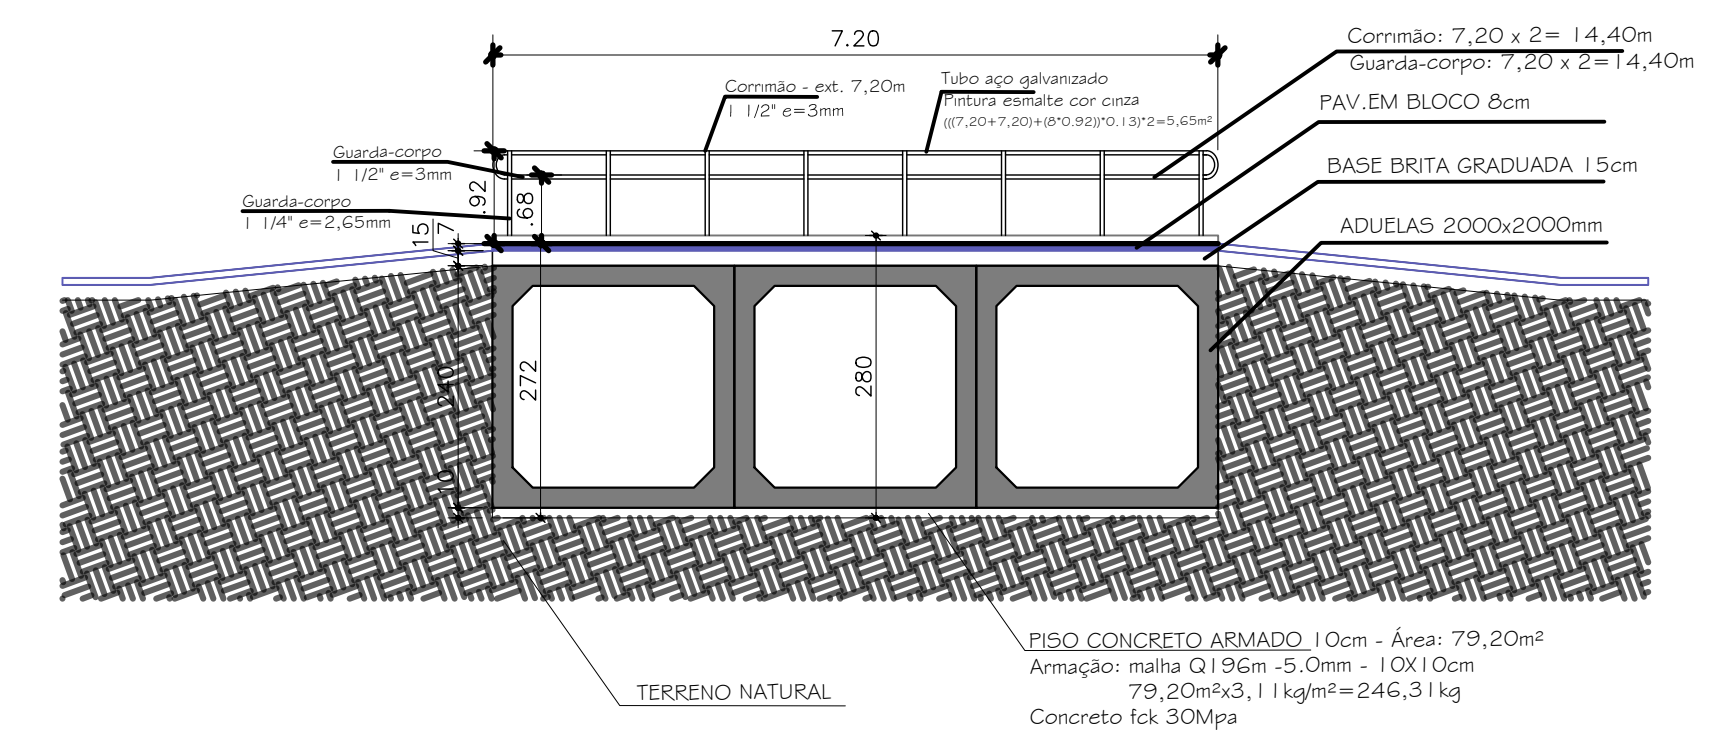 7.20
Corrimão: 7,20 x 2= 14,40m
Guarda-corpo: 7,20 x 2=14,40m
Corrimão - ext. 7,20m
1 1/2" e=3mm
Tubo aço galvanizado
Pintura esmalte cor cinza
(((7,20+7,20)+(8*0.92))*0.13)*2=5,65m²
PAV.EM BLOCO 8cm
Guarda-corpo
1 1/2" e=3mm
BASE BRITA GRADUADA 15cm
Guarda-corpo
1 1/4" e=2,65mm
.92
.68
ADUELAS 2000x2000mm
15
7
240
272
280
10
PISO CONCRETO ARMADO 10cm - Área: 79,20m²
Armação: malha Q196m -5.0mm - 10X10cm
79,20m²x3,11kg/m²=246,31kg
Concreto fck 30Mpa
TERRENO NATURAL